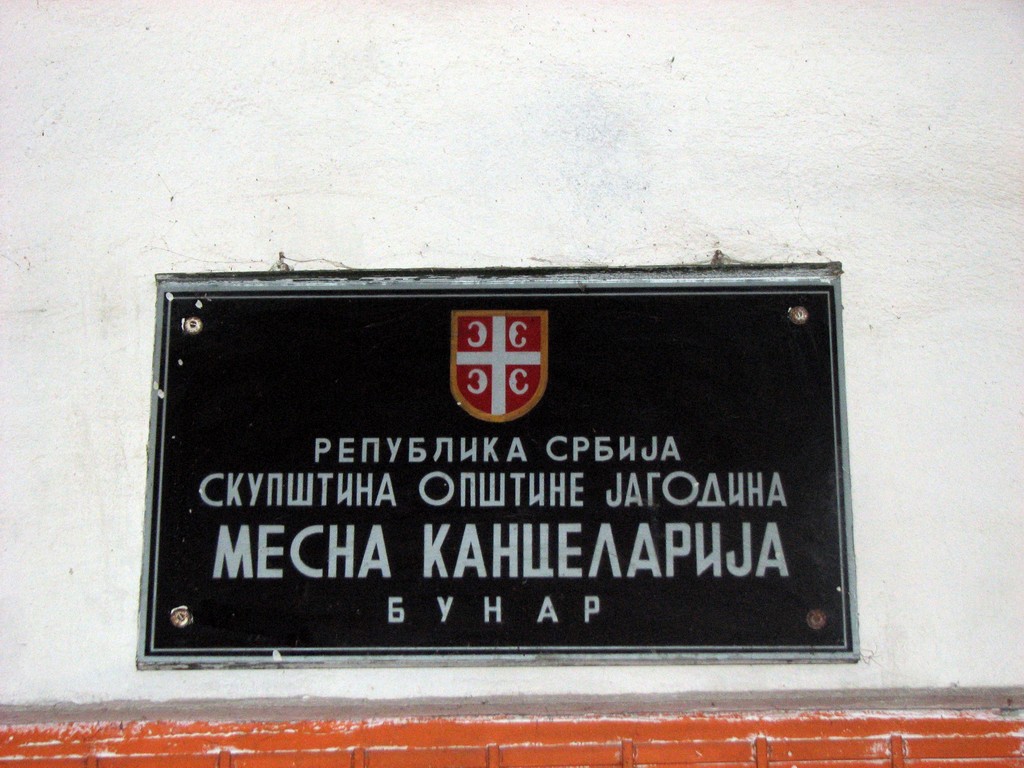 РЕПУБЛИКА СРБИЈА
СКУПШТИНА ОПШТИНЕ ЈАГОДИНА
МЕСНА КАНЦЕЛАРИЈА
БУНАР